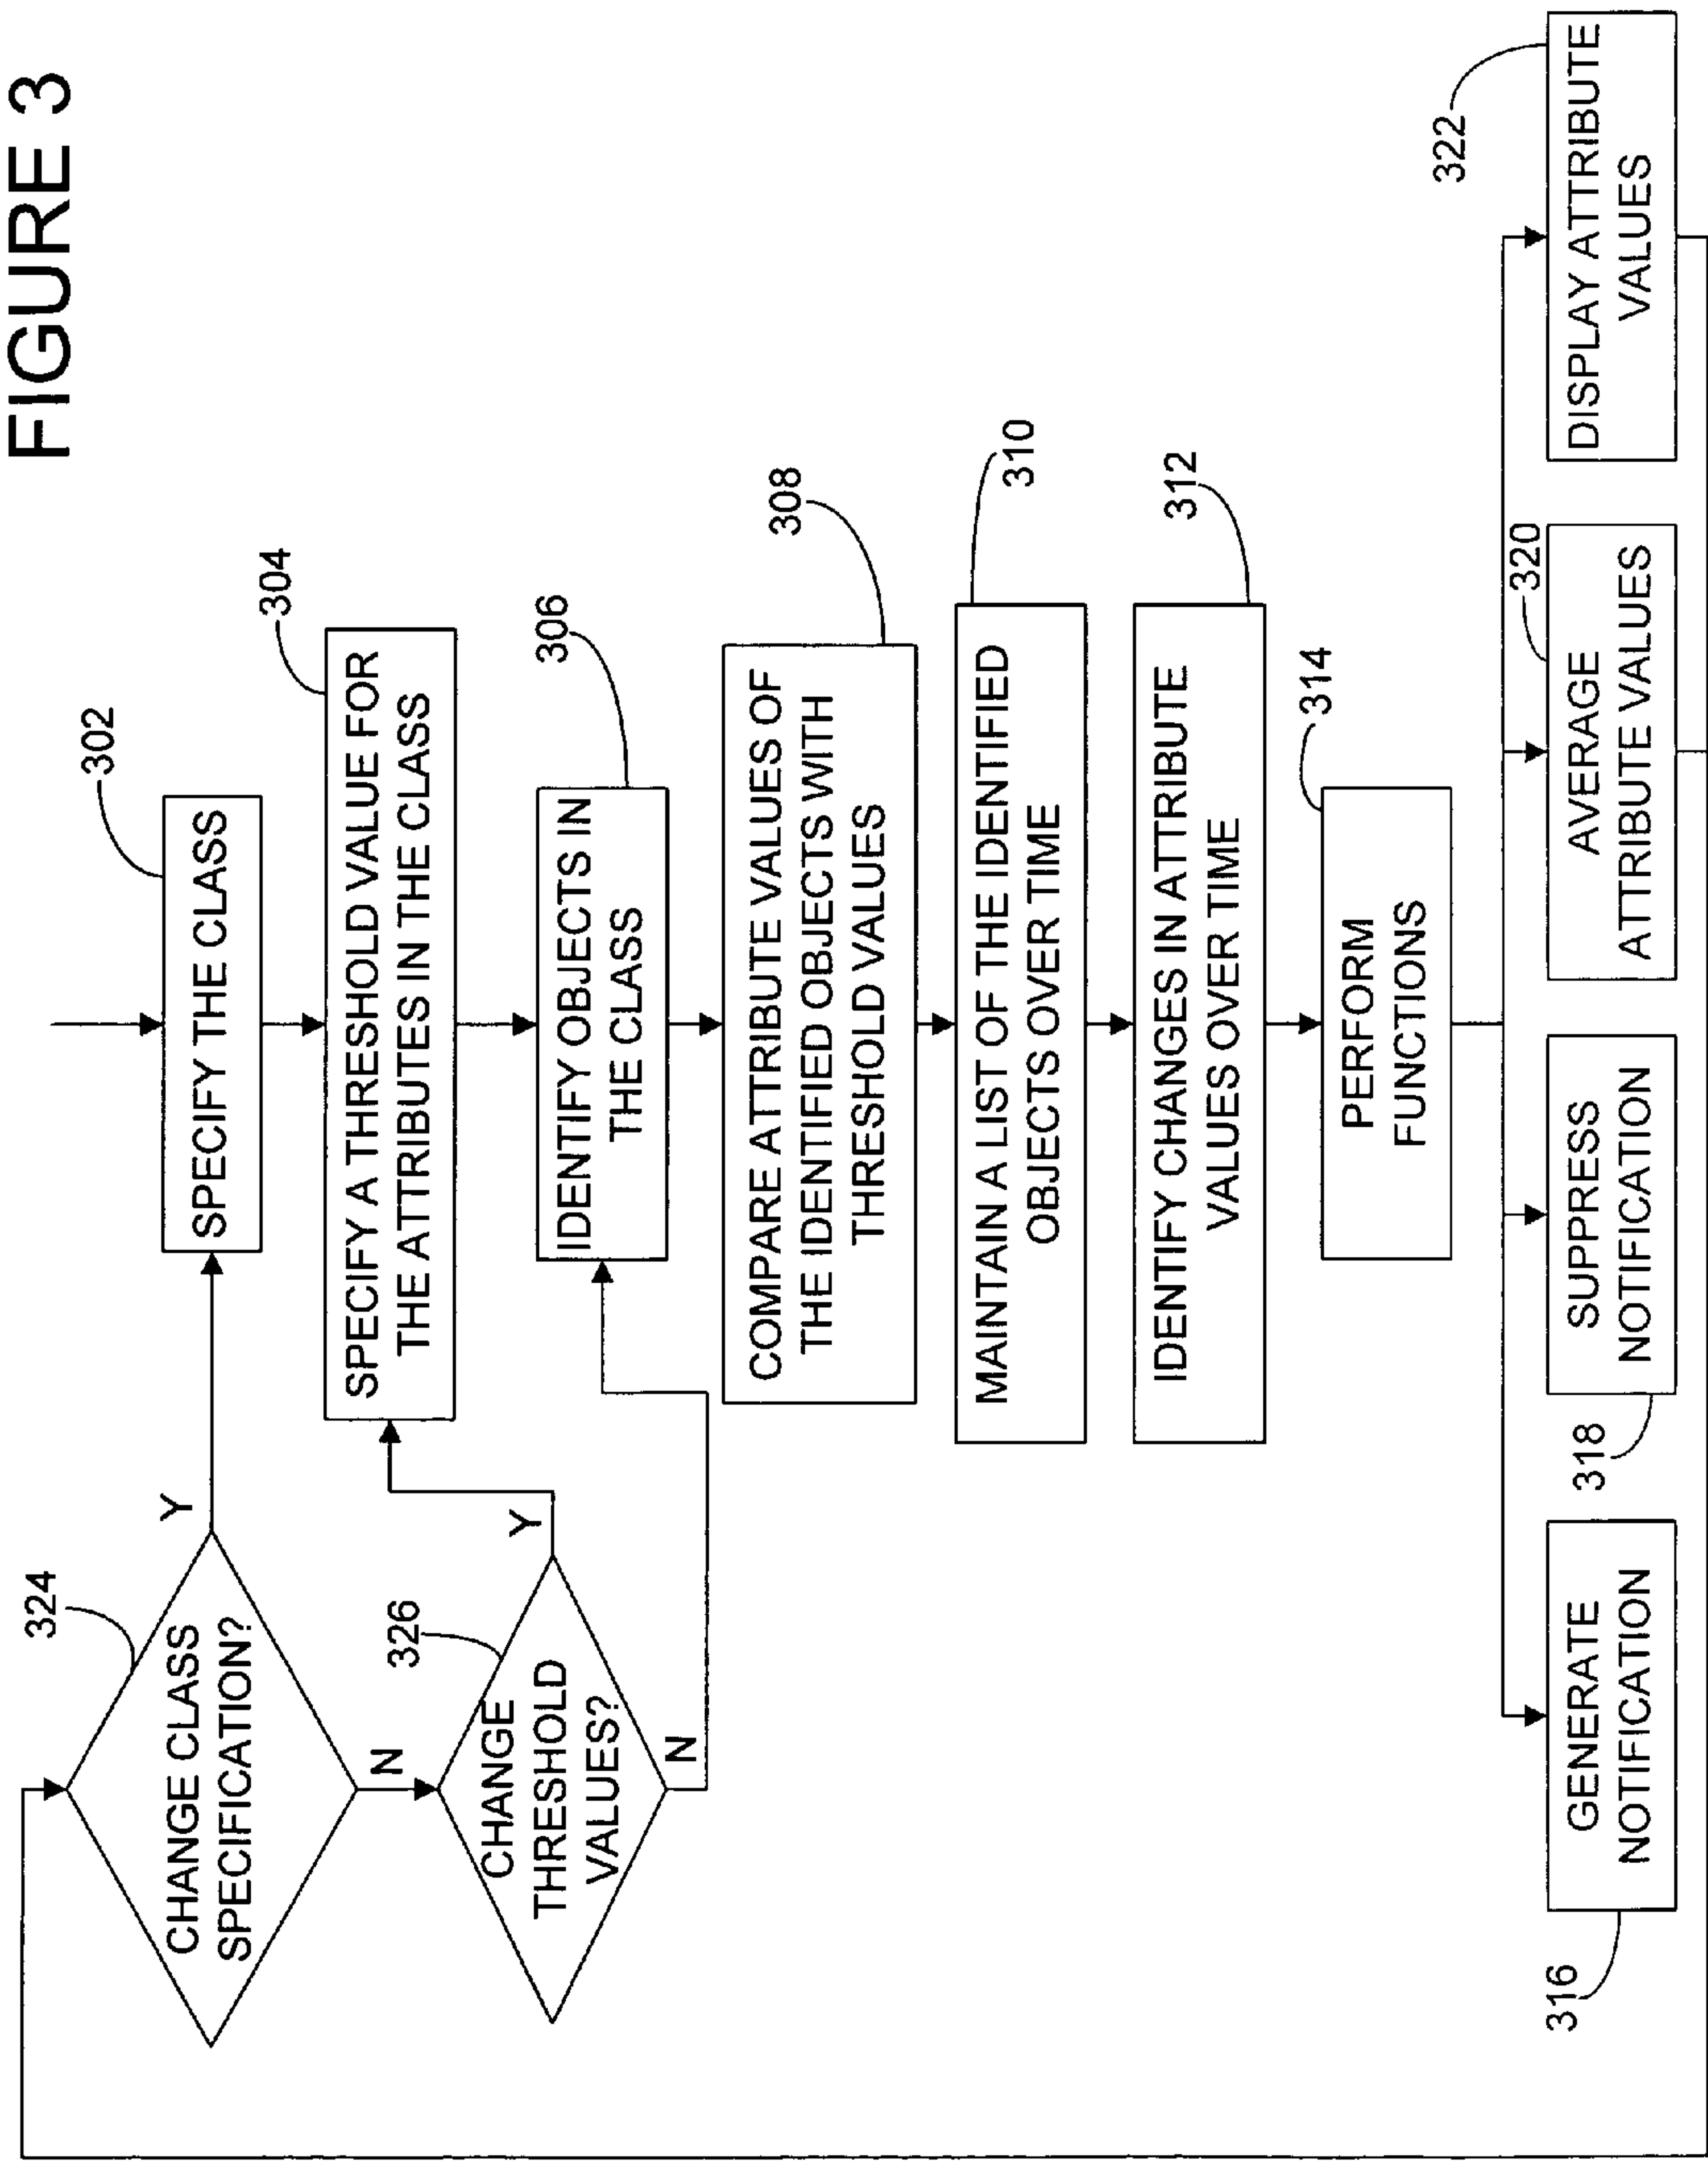 FIGURE 3
324
CHANGE CLASS
SPECIFICATION?
Y
N
326
CHANGE
THRESHOLD
VALUES?
Y
N
302
SPECIFY THE CLASS
304
SPECIFY A THRESHOLD VALUE FOR
THE ATTRIBUTES IN THE CLASS
306
IDENTIFY OBJECTS IN
THE CLASS
308
COMPARE ATTRIBUTE VALUES OF
THE IDENTIFIED OBJECTS WITH
THRESHOLD VALUES
310
MAINTAIN A LIST OF THE IDENTIFIED
OBJECTS OVER TIME
312
IDENTIFY CHANGES IN ATTRIBUTE
VALUES OVER TIME
314
PERFORM
FUNCTIONS
316
GENERATE
NOTIFICATION
318
SUPPRESS
NOTIFICATION
320
AVERAGE
ATTRIBUTE VALUES
322
DISPLAY ATTRIBUTE
VALUES